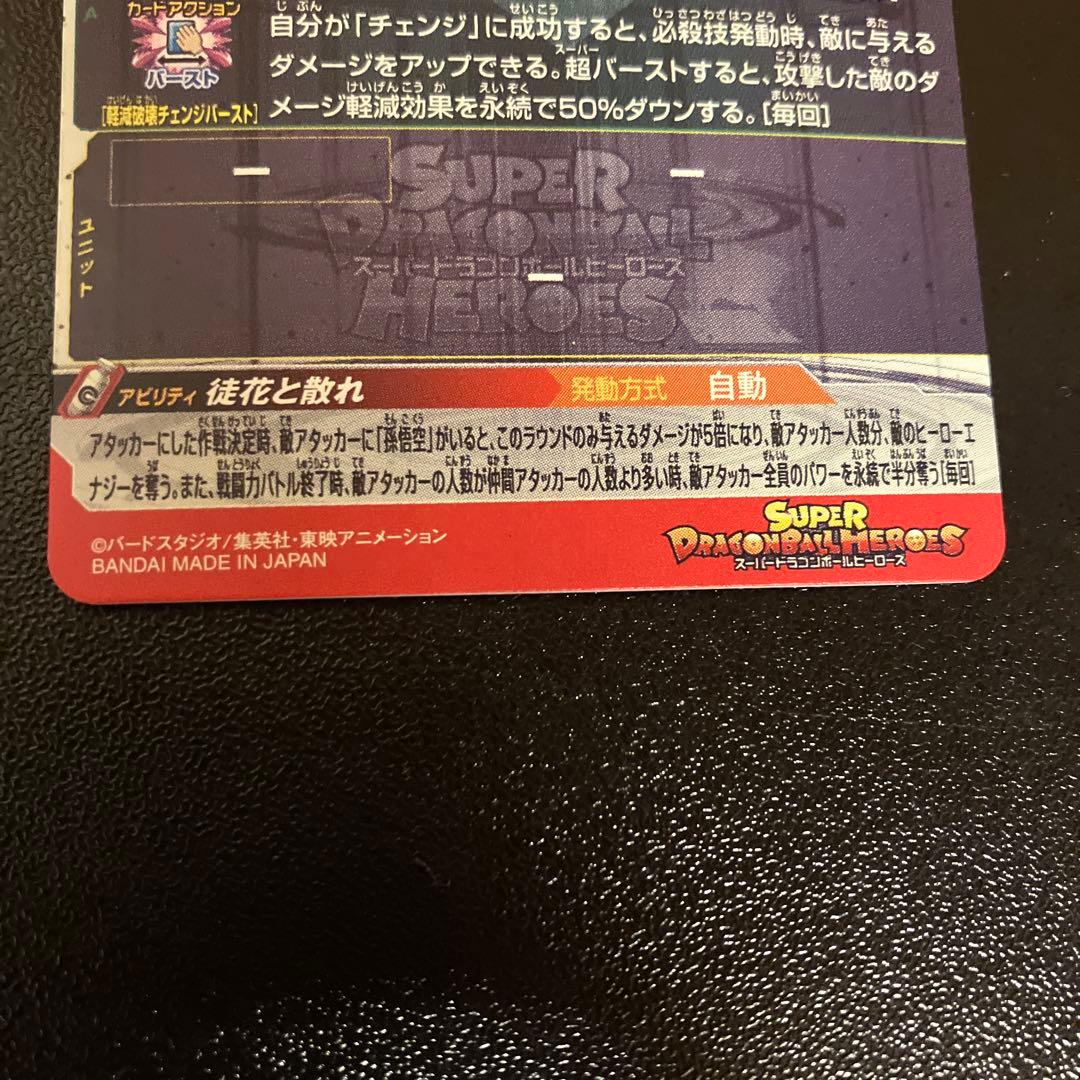 カードアクション
バースト
[軽減破壊チェンジバースト]
自分が「チェンジ」に成功すると、必殺技発動時、敵に与える
ダメージをアップできる。超バーストすると、攻撃した敵のダ
メージ軽減効果を永続で50%ダウンする。[毎回]
ユニット
SUPER
DRAGONBALL
スーパードラゴンボールヒーローズ
HEROES
アビリティ 徒花と散れ 発動方式 自動
アタッカーにした作戦決定時、敵アタッカーに「孫悟空」がいると、このラウンドのみ与えるダメージが5倍になり、敵アタッカー人数分、敵のヒーローエ
ナジーを奪う。また、戦闘力バトル終了時、敵アタッカーの人数が仲間アタッカーの人数より多い時、敵アタッカー全員のパワーを永続で半分奪う[毎回]
©バードスタジオ/集英社・東映アニメーション
BANDAI MADE IN JAPAN
SUPER
DRAGONBALL HEROES
スーパードラゴンボールヒーローズ